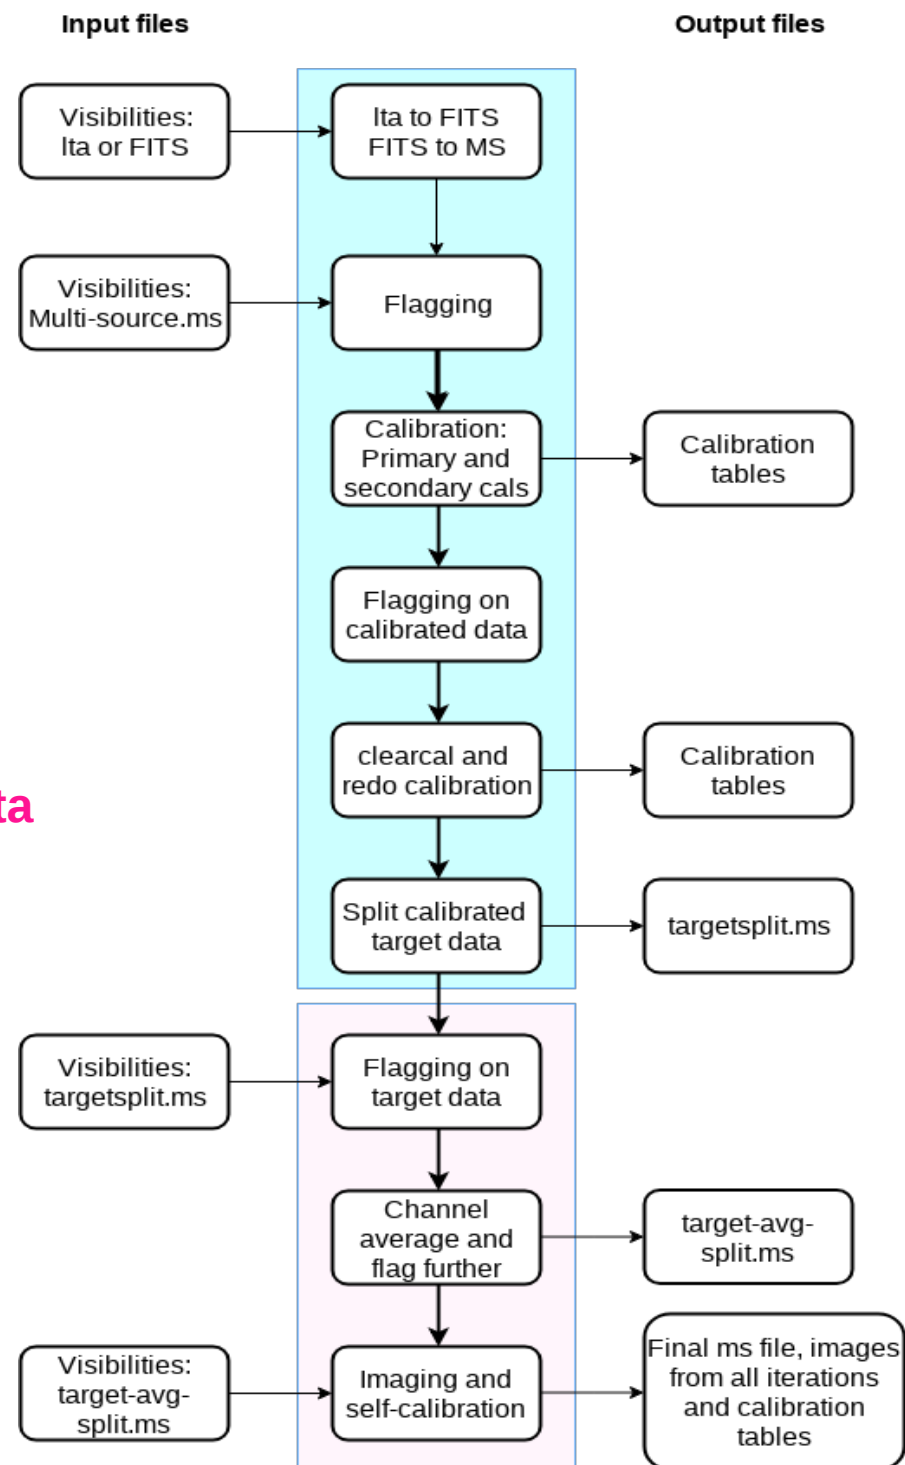 Input files
Output files
Visibilities:
lta or FITS
lta to FITS
FITS to MS
Visibilities:
Multi-source.ms
Flagging
Calibration:
Primary and
secondary cals
Calibration
tables
Flagging on
calibrated data
clearcal and
redo calibration
Calibration
tables
ta
Split calibrated
target data
targetsplit.ms
Visibilities:
targetsplit.ms
Flagging on
target data
Channel
average and
flag further
target-avg-
split.ms
Visibilities:
target-avg-
split.ms
Imaging and
self-calibration
Final ms file, images
from all iterations
and calibration
tables